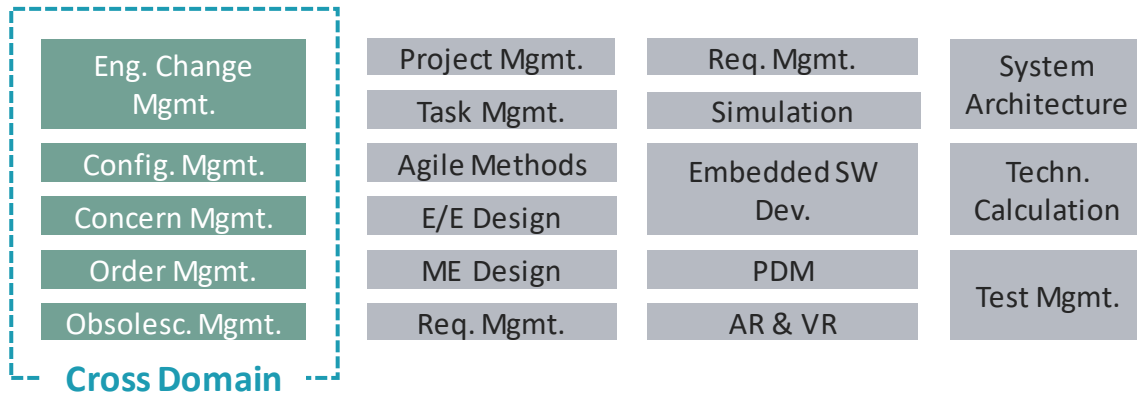 Eng. Change
Mgmt.
Config. Mgmt.
Concern Mgmt.
Order Mgmt.
Obsolesc. Mgmt.
Cross Domain
Project Mgmt.
Task Mgmt.
Agile Methods
E/E Design
ME Design
Req. Mgmt.
Req. Mgmt.
Simulation
Embedded SW
Dev.
PDM
AR & VR
System
Architecture
Techn.
Calculation
Test Mgmt.